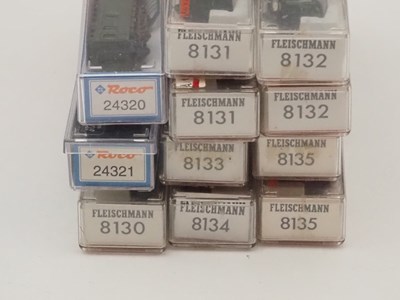 Roco
24320
FLEISCHMANN
8131
FLEISCHMANN
8132
Roco
24321
FLEISCHMANN
8131
FLEISCHMANN
8132
FLEISCHMANN
8133
FLEISCHMANN
8135
FLEISCHMANN
8130
FLEISCHMANN
8134
FLEISCHMANN
8135